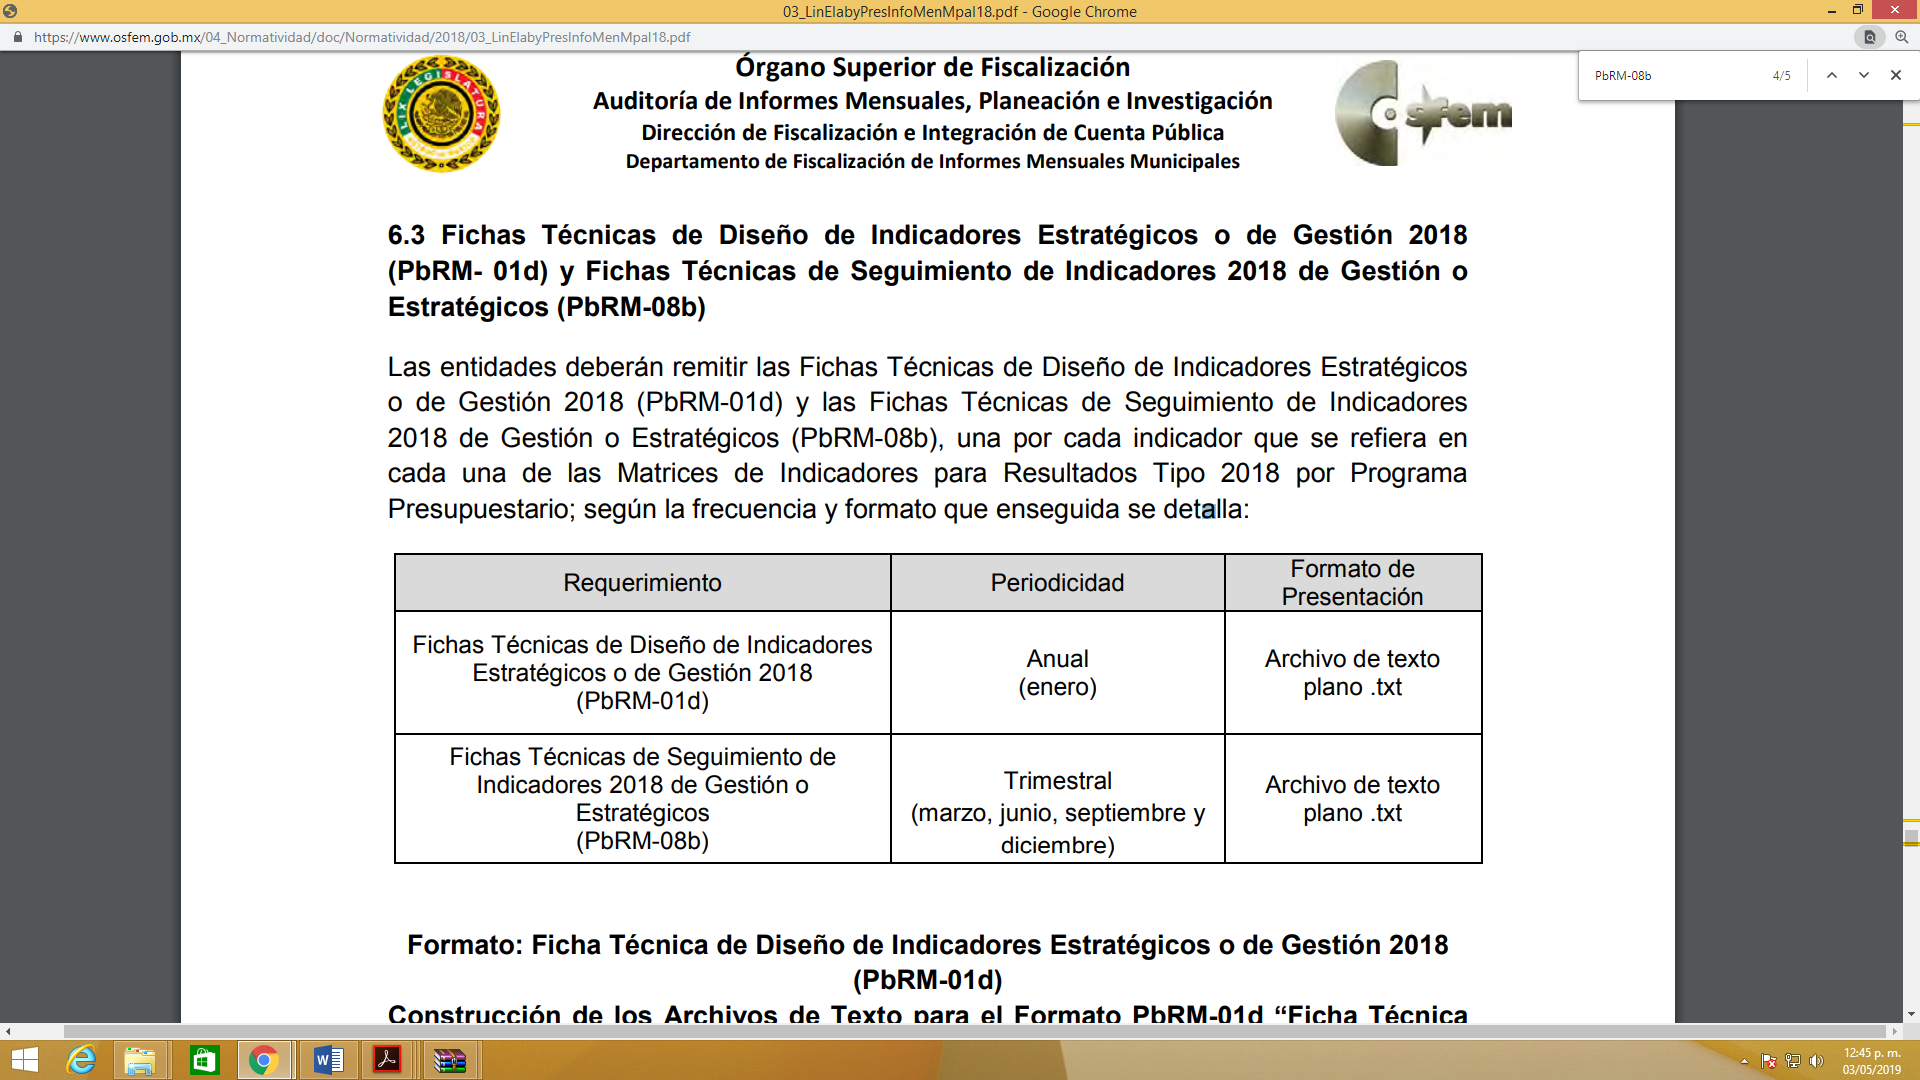 03_LinElabyPresInfoMenMpal18.pdf - Google Chrome
https://www.osfem.gob.mx/04_Normatividad/doc/Normatividad/2018/03_LinElabyPresInfoMenMpal18.pdf
PbRM-08b 4/5
LIX LEGISLATURA
Órgano Superior de Fiscalización
Auditoría de Informes Mensuales, Planeación e Investigación
Dirección de Fiscalización e Integración de Cuenta Pública
Departamento de Fiscalización de Informes Mensuales Municipales
osfem
6.3 Fichas Técnicas de Diseño de Indicadores Estratégicos o de Gestión 2018
(PbRM- 01d) y Fichas Técnicas de Seguimiento de Indicadores 2018 de Gestión o
Estratégicos (PbRM-08b)
Las entidades deberán remitir las Fichas Técnicas de Diseño de Indicadores Estratégicos
o de Gestión 2018 (PbRM-01d) y las Fichas Técnicas de Seguimiento de Indicadores
2018 de Gestión o Estratégicos (PbRM-08b), una por cada indicador que se refiera en
cada una de las Matrices de Indicadores para Resultados Tipo 2018 por Programa
Presupuestario; según la frecuencia y formato que enseguida se detalla:
Requerimiento
Periodicidad
Formato de
Presentación
Fichas Técnicas de Diseño de Indicadores
Estratégicos o de Gestión 2018
(PbRM-01d)
Anual
(enero)
Archivo de texto
plano .txt
Fichas Técnicas de Seguimiento de
Indicadores 2018 de Gestión o
Estratégicos
(PbRM-08b)
Trimestral
(marzo, junio, septiembre y
diciembre)
Archivo de texto
plano .txt
Formato: Ficha Técnica de Diseño de Indicadores Estratégicos o de Gestión 2018
(PbRM-01d)
Construcción de los Archivos de Texto para el Formato PbRM-01d “Ficha Técnica
12:45 p. m.
03/05/2019